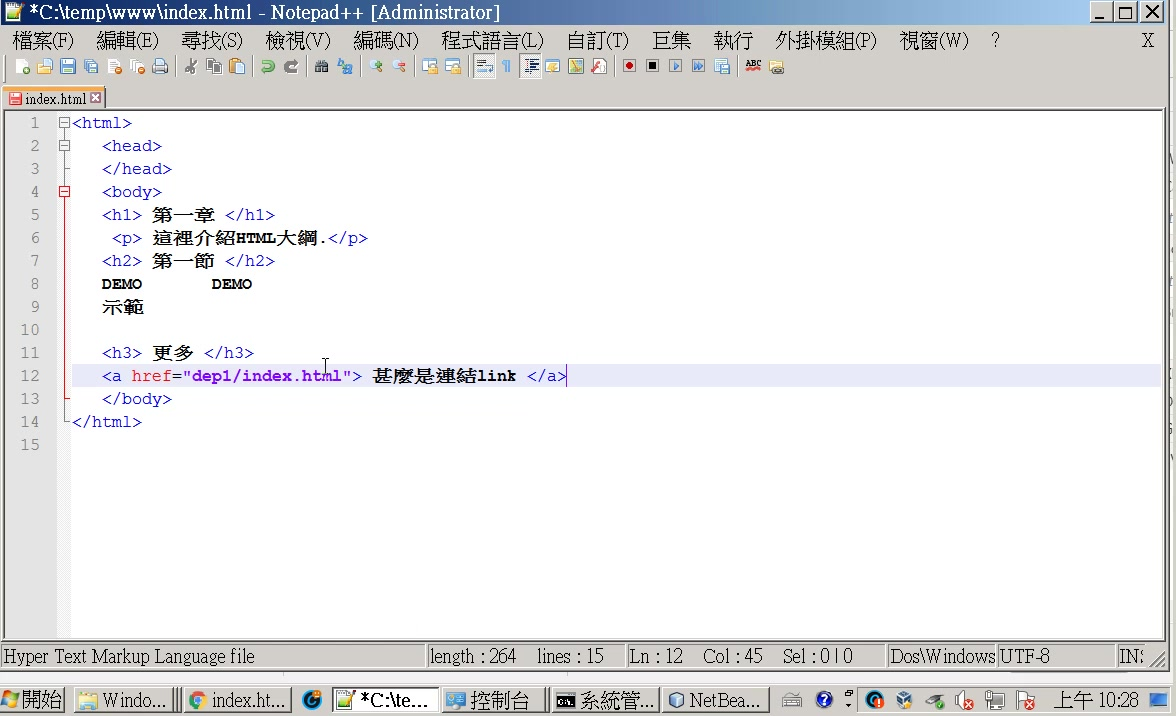 *C:\temp\www\index.html - Notepad++ [Administrator]
檔案(F) 編輯(E) 尋找(S) 檢視(V) 編碼(N) 程式語言(L) 自訂(T) 巨集 執行 外掛模組(P) 視窗(W) ? X
ABC
index.html
1 <html>
2 <head>
3 </head>
4 <body>
5 <h1> 第一章 </h1>
6 <p> 這裡介紹HTML大綱.</p>
7 <h2> 第一節 </h2>
8 DEMO DEMO
9 示範
10
11 <h3> 更多 </h3>
12 <a href="dep1/index.html"> 甚麼是連結link </a>
13 </body>
14 </html>
15
Hyper Text Markup Language file length : 264 lines : 15 Ln : 12 Col : 45 Sel : 0 | 0 Dos\Windows UTF-8 INS
開始 Windo... index.ht... *C:\te... 控制台 系統管... NetBea... 上午 10:28